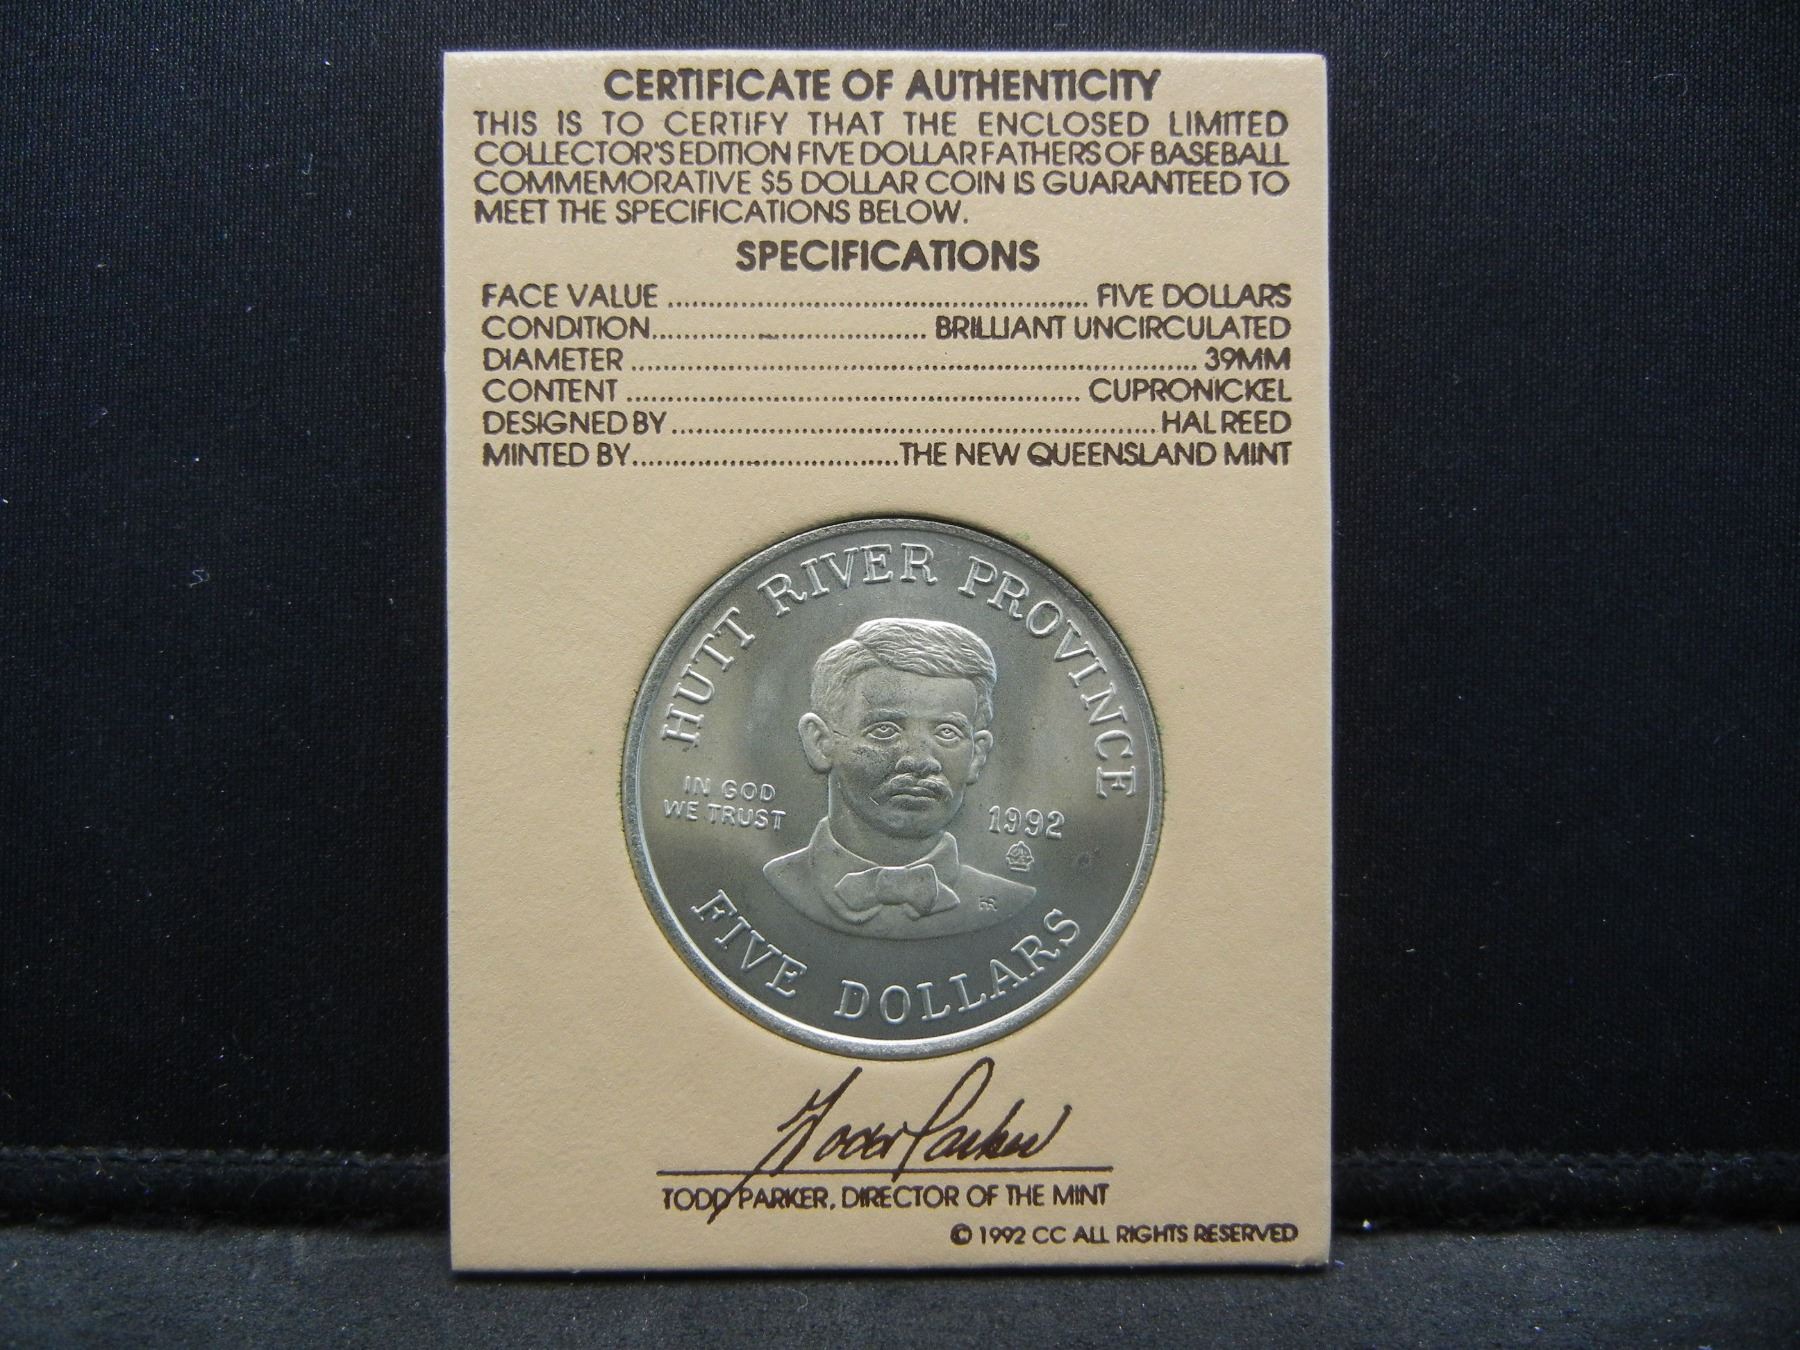 CERTIFICATE OF AUTHENTICITY
THIS IS TO CERTIFY THAT THE ENCLOSED LIMITED
COLLECTOR'S EDITION FIVE DOLLAR FATHERS OF BASEBALL
COMMEMORATIVE $5 DOLLAR COIN IS GUARANTEED TO
MEET THE SPECIFICATIONS BELOW.
SPECIFICATIONS
FACE VALUE ........................ FIVE DOLLARS
CONDITION........................ BRILLIANT UNCIRCULATED
DIAMETER ........................ 39MM
CONTENT ........................ CUPRONICKEL
DESIGNED BY ........................ HAL REED
MINTED BY........................THE NEW QUEENSLAND MINT
HUTT RIVER PROVINCE
IN GOD
WE TRUST
1992
HR
FIVE DOLLARS
Todd Parker
TODD PARKER, DIRECTOR OF THE MINT
© 1992 CC ALL RIGHTS RESERVED